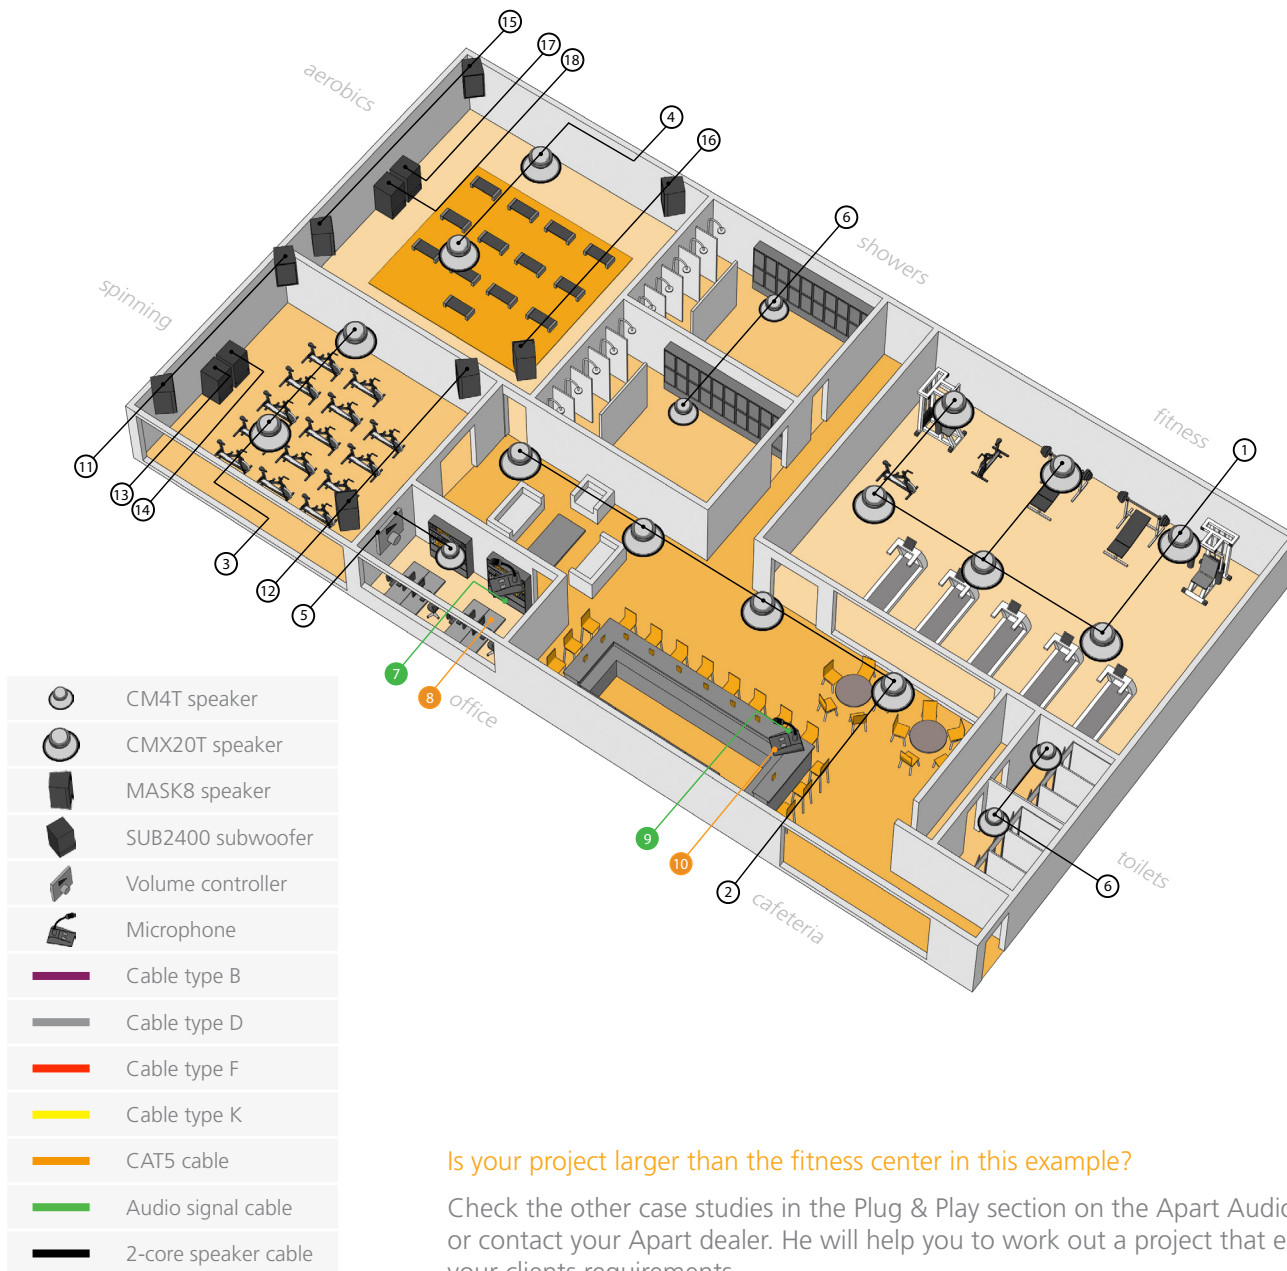 15
17
18
aerobics
4
16
6
showers
spinning
fitness
1
11
13
14
3
12
5
7
8
office
9
10
2
cafeteria
6
toilets
CM4T speaker
CMX20T speaker
MASK8 speaker
SUB2400 subwoofer
Volume controller
Microphone
Cable type B
Cable type D
Cable type F
Cable type K
CAT5 cable
Audio signal cable
2-core speaker cable
Is your project larger than the fitness center in this example?
Check the other case studies in the Plug & Play section on the Apart Audio
or contact your Apart dealer. He will help you to work out a project that e
your clients requirements.